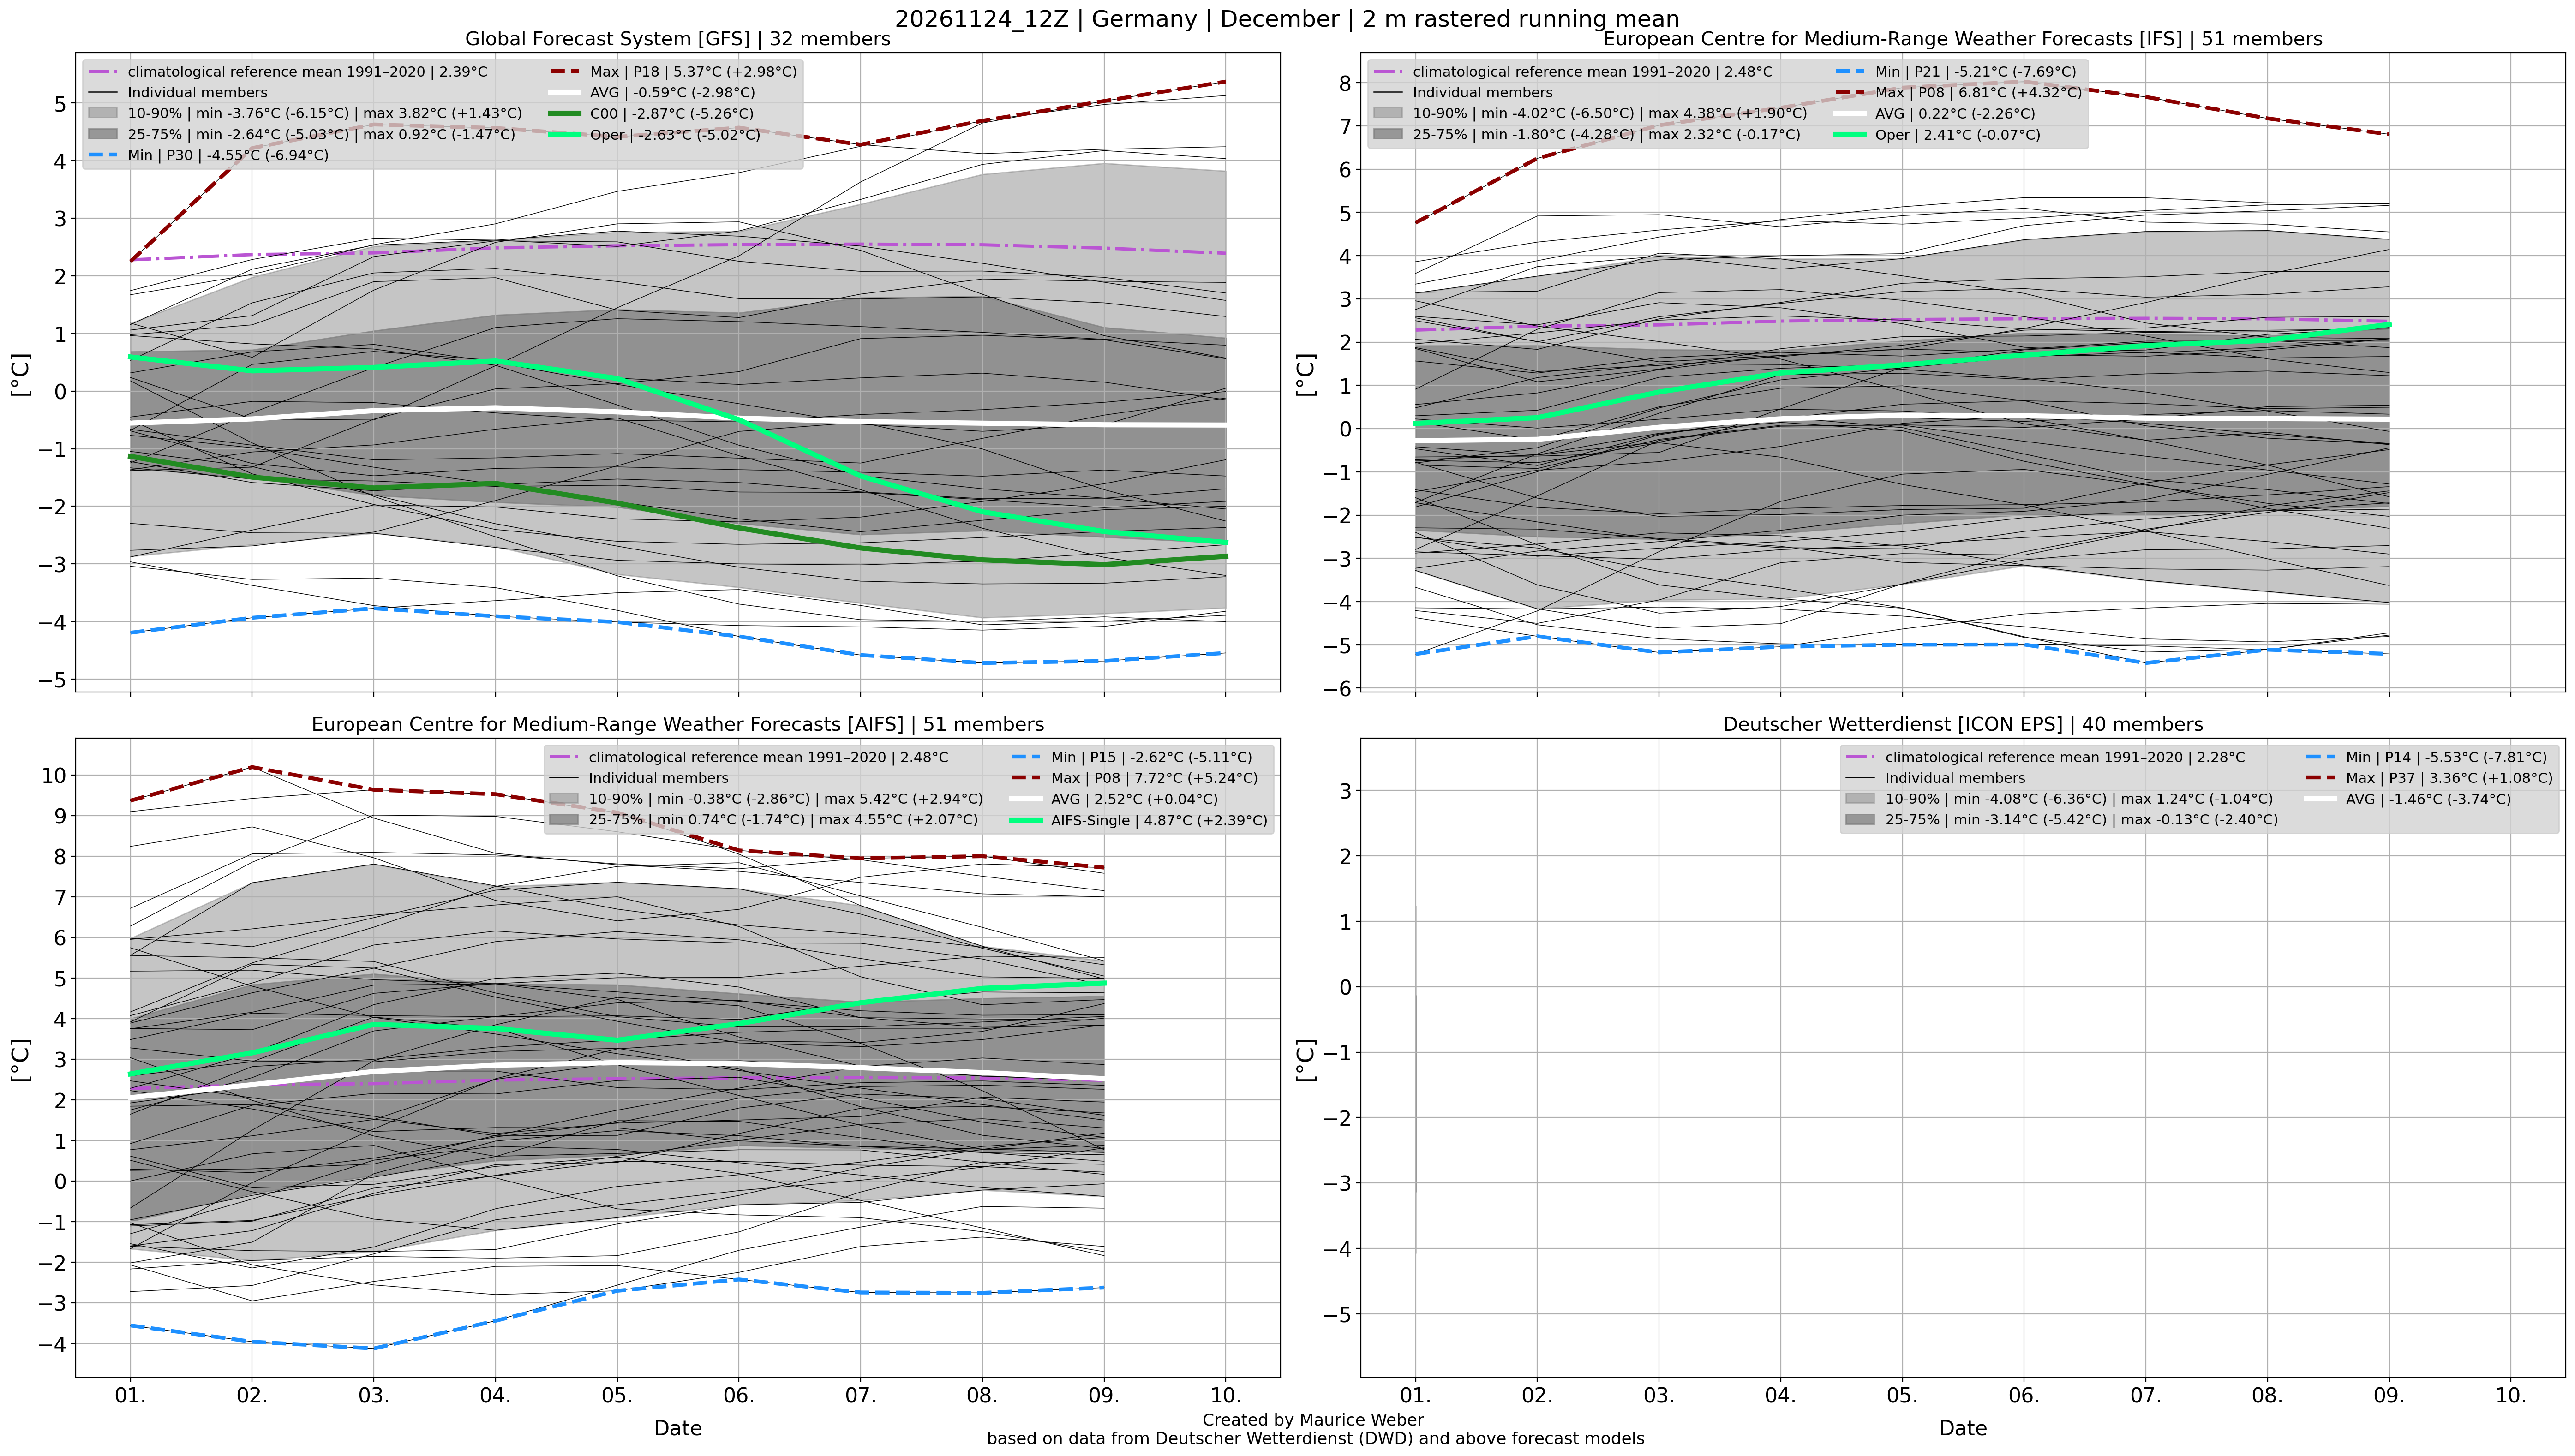 20261124_12Z | Germany | December | 2 m rastered running mean
Global Forecast System [GFS] | 32 members
climatological reference mean 1991–2020 | 2.39°C
Individual members
10-90% | min -3.76°C (-6.15°C) | max 3.82°C (+1.43°C)
25-75% | min -2.64°C (-5.03°C) | max 0.92°C (-1.47°C)
Min | P30 | -4.55°C (-6.94°C)
Max | P18 | 5.37°C (+2.98°C)
AVG | -0.59°C (-2.98°C)
C00 | -2.87°C (-5.26°C)
Oper | -2.63°C (-5.02°C)
[°C]
5
4
3
2
1
0
−1
−2
−3
−4
−5
European Centre for Medium-Range Weather Forecasts [IFS] | 51 members
climatological reference mean 1991–2020 | 2.48°C
Individual members
10-90% | min -4.02°C (-6.50°C) | max 4.38°C (+1.90°C)
25-75% | min -1.80°C (-4.28°C) | max 2.32°C (-0.17°C)
Min | P21 | -5.21°C (-7.69°C)
Max | P08 | 6.81°C (+4.32°C)
AVG | 0.22°C (-2.26°C)
Oper | 2.41°C (-0.07°C)
[°C]
8
7
6
5
4
3
2
1
0
−1
−2
−3
−4
−5
−6
European Centre for Medium-Range Weather Forecasts [AIFS] | 51 members
climatological reference mean 1991–2020 | 2.48°C
Individual members
10-90% | min -0.38°C (-2.86°C) | max 5.42°C (+2.94°C)
25-75% | min 0.74°C (-1.74°C) | max 4.55°C (+2.07°C)
Min | P15 | -2.62°C (-5.11°C)
Max | P08 | 7.72°C (+5.24°C)
AVG | 2.52°C (+0.04°C)
AIFS-Single | 4.87°C (+2.39°C)
[°C]
10
9
8
7
6
5
4
3
2
1
0
−1
−2
−3
−4
01. 02. 03. 04. 05. 06. 07. 08. 09. 10.
Date
Deutscher Wetterdienst [ICON EPS] | 40 members
climatological reference mean 1991–2020 | 2.28°C
Individual members
10-90% | min -4.08°C (-6.36°C) | max 1.24°C (-1.04°C)
25-75% | min -3.14°C (-5.42°C) | max -0.13°C (-2.40°C)
Min | P14 | -5.53°C (-7.81°C)
Max | P37 | 3.36°C (+1.08°C)
AVG | -1.46°C (-3.74°C)
[°C]
3
2
1
0
−1
−2
−3
−4
−5
01. 02. 03. 04. 05. 06. 07. 08. 09. 10.
Date
Created by Maurice Weber
based on data from Deutscher Wetterdienst (DWD) and above forecast models